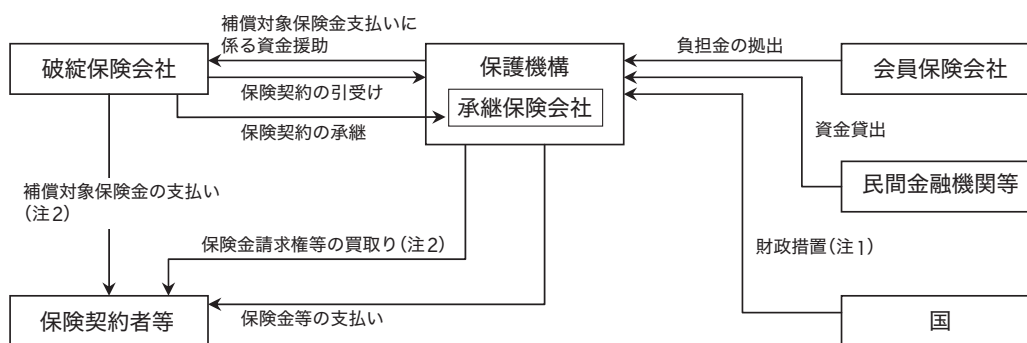 補償対象保険金支払いに
係る資金援助
破綻保険会社
保険契約の引受け
保険契約の承継
保護機構
承継保険会社
負担金の拠出
会員保険会社
資金貸出
民間金融機関等
補償対象保険金の支払い
(注2)
保険金請求権等の買取り(注2)
財政措置(注1)
保険契約者等
保険金等の支払い
国